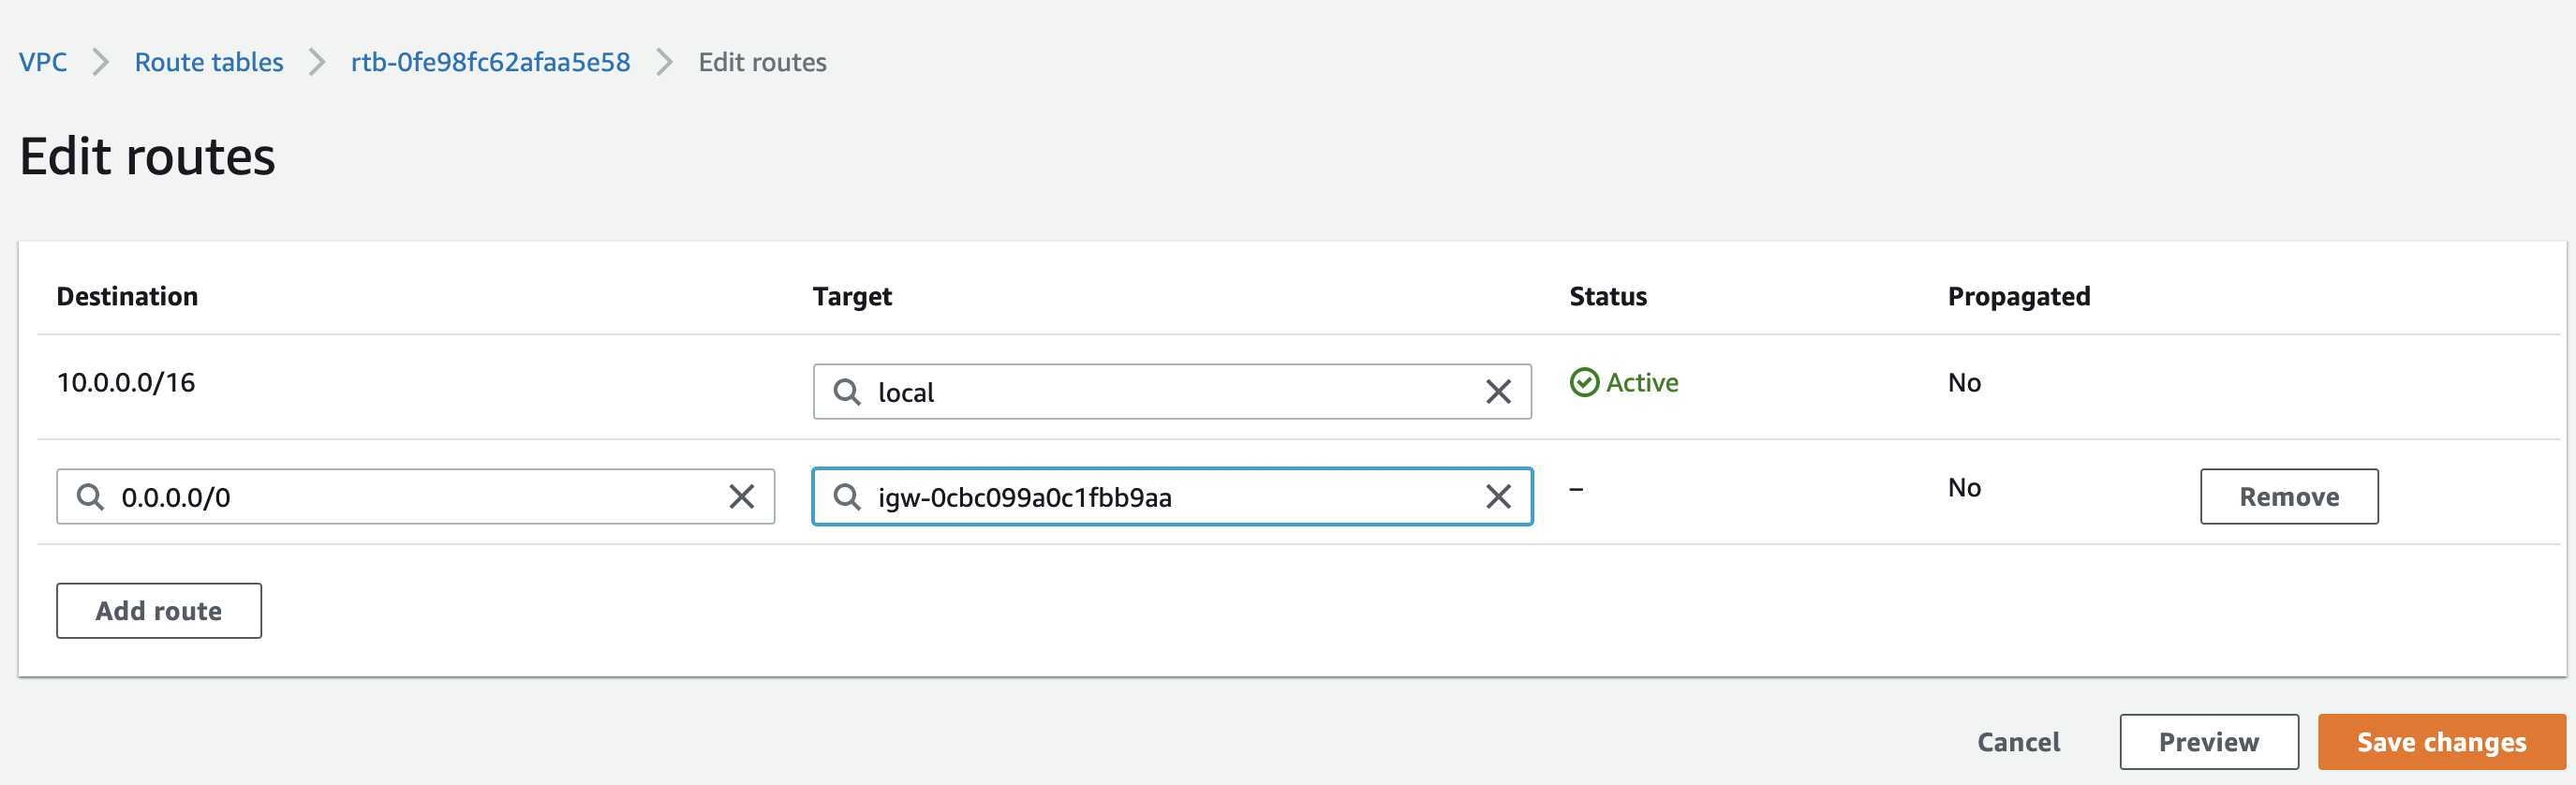 VPC Route tables rtb-0fe98fc62afaa5e58 Edit routes
Edit routes
Destination Target Status Propagated
10.0.0.0/16 local Active No
0.0.0.0/0 igw-0cbc099a0c1fbb9aa – No Remove
Add route
Cancel Preview Save changes